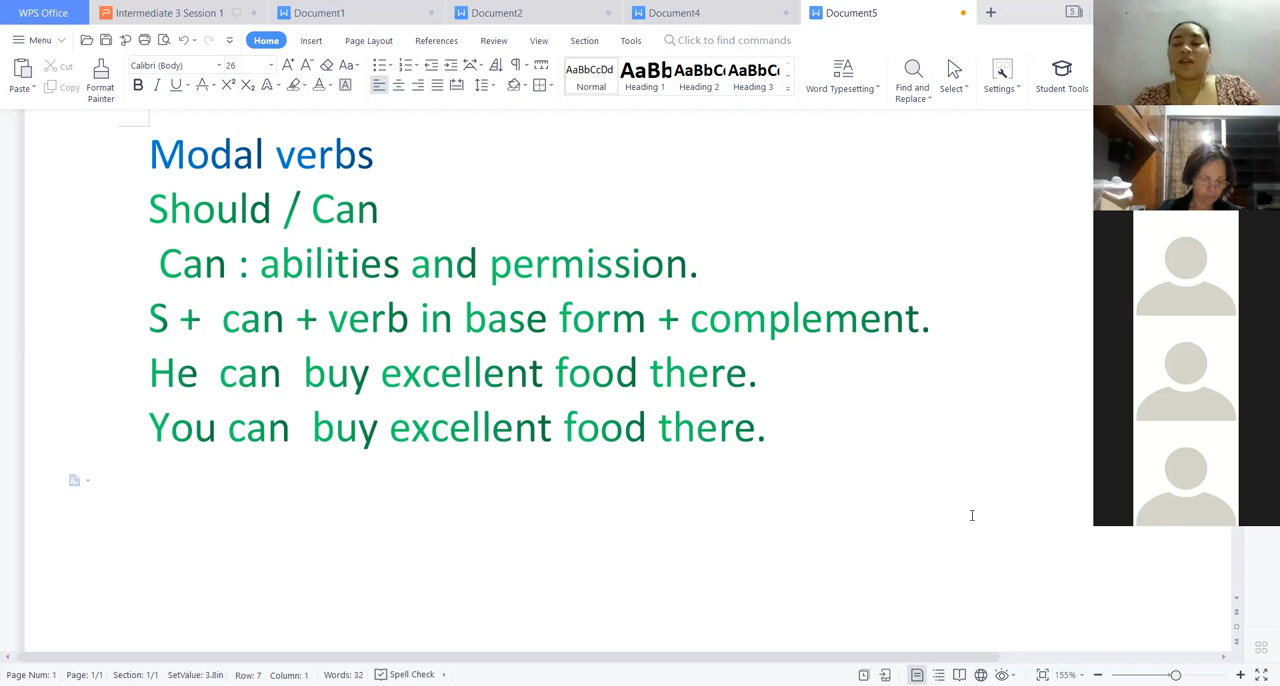 WPS Office Intermediate 3 Session 1 Document1 Document2 Document4 Document5 5
Menu Home Insert Page Layout References Review View Section Tools Click to find commands
Paste Cut Copy Format Painter Calibri (Body) 26 AaBbCcDd Normal AaBb Heading 1 AaBbCc Heading 2 AaBbCc Heading 3 Word Typesetting Find and Replace Select Settings Student Tools
Modal verbs
Should / Can
Can : abilities and permission.
S + can + verb in base form + complement.
He can buy excellent food there.
You can buy excellent food there.
Page Num: 1 Page: 1/1 Section: 1/1 SetValue: 3.8in Row: 7 Column: 1 Words: 32 Spell Check 155%